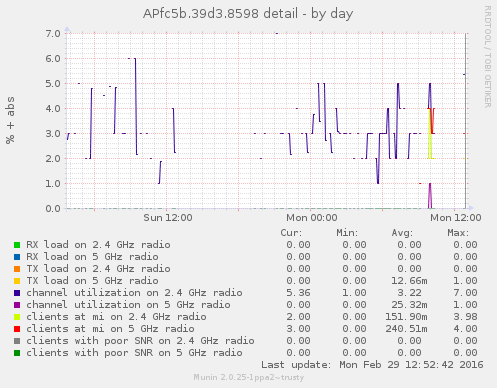 APfc5b.39d3.8598 detail - by day
RRDTOOL / TOBI OETIKER
% + abs
7.0
6.0
5.0
4.0
3.0
2.0
1.0
0.0
Sun 12:00 Mon 00:00 Mon 12:00
Cur: Min: Avg: Max:
RX load on 2.4 GHz radio 0.00 0.00 0.00 0.00
RX load on 5 GHz radio 0.00 0.00 0.00 0.00
TX load on 2.4 GHz radio 0.00 0.00 0.00 0.00
TX load on 5 GHz radio 0.00 0.00 12.66m 1.00
channel utilization on 2.4 GHz radio 5.36 1.00 3.22 7.00
channel utilization on 5 GHz radio 0.00 0.00 25.32m 1.00
clients at mi on 2.4 GHz radio 2.00 0.00 151.90m 3.98
clients at mi on 5 GHz radio 3.00 0.00 240.51m 4.00
clients with poor SNR on 2.4 GHz radio 0.00 0.00 0.00 0.00
clients with poor SNR on 5 GHz radio 0.00 0.00 0.00 0.00
Last update: Mon Feb 29 12:52:42 2016
Munin 2.0.25-1ppa2~trusty